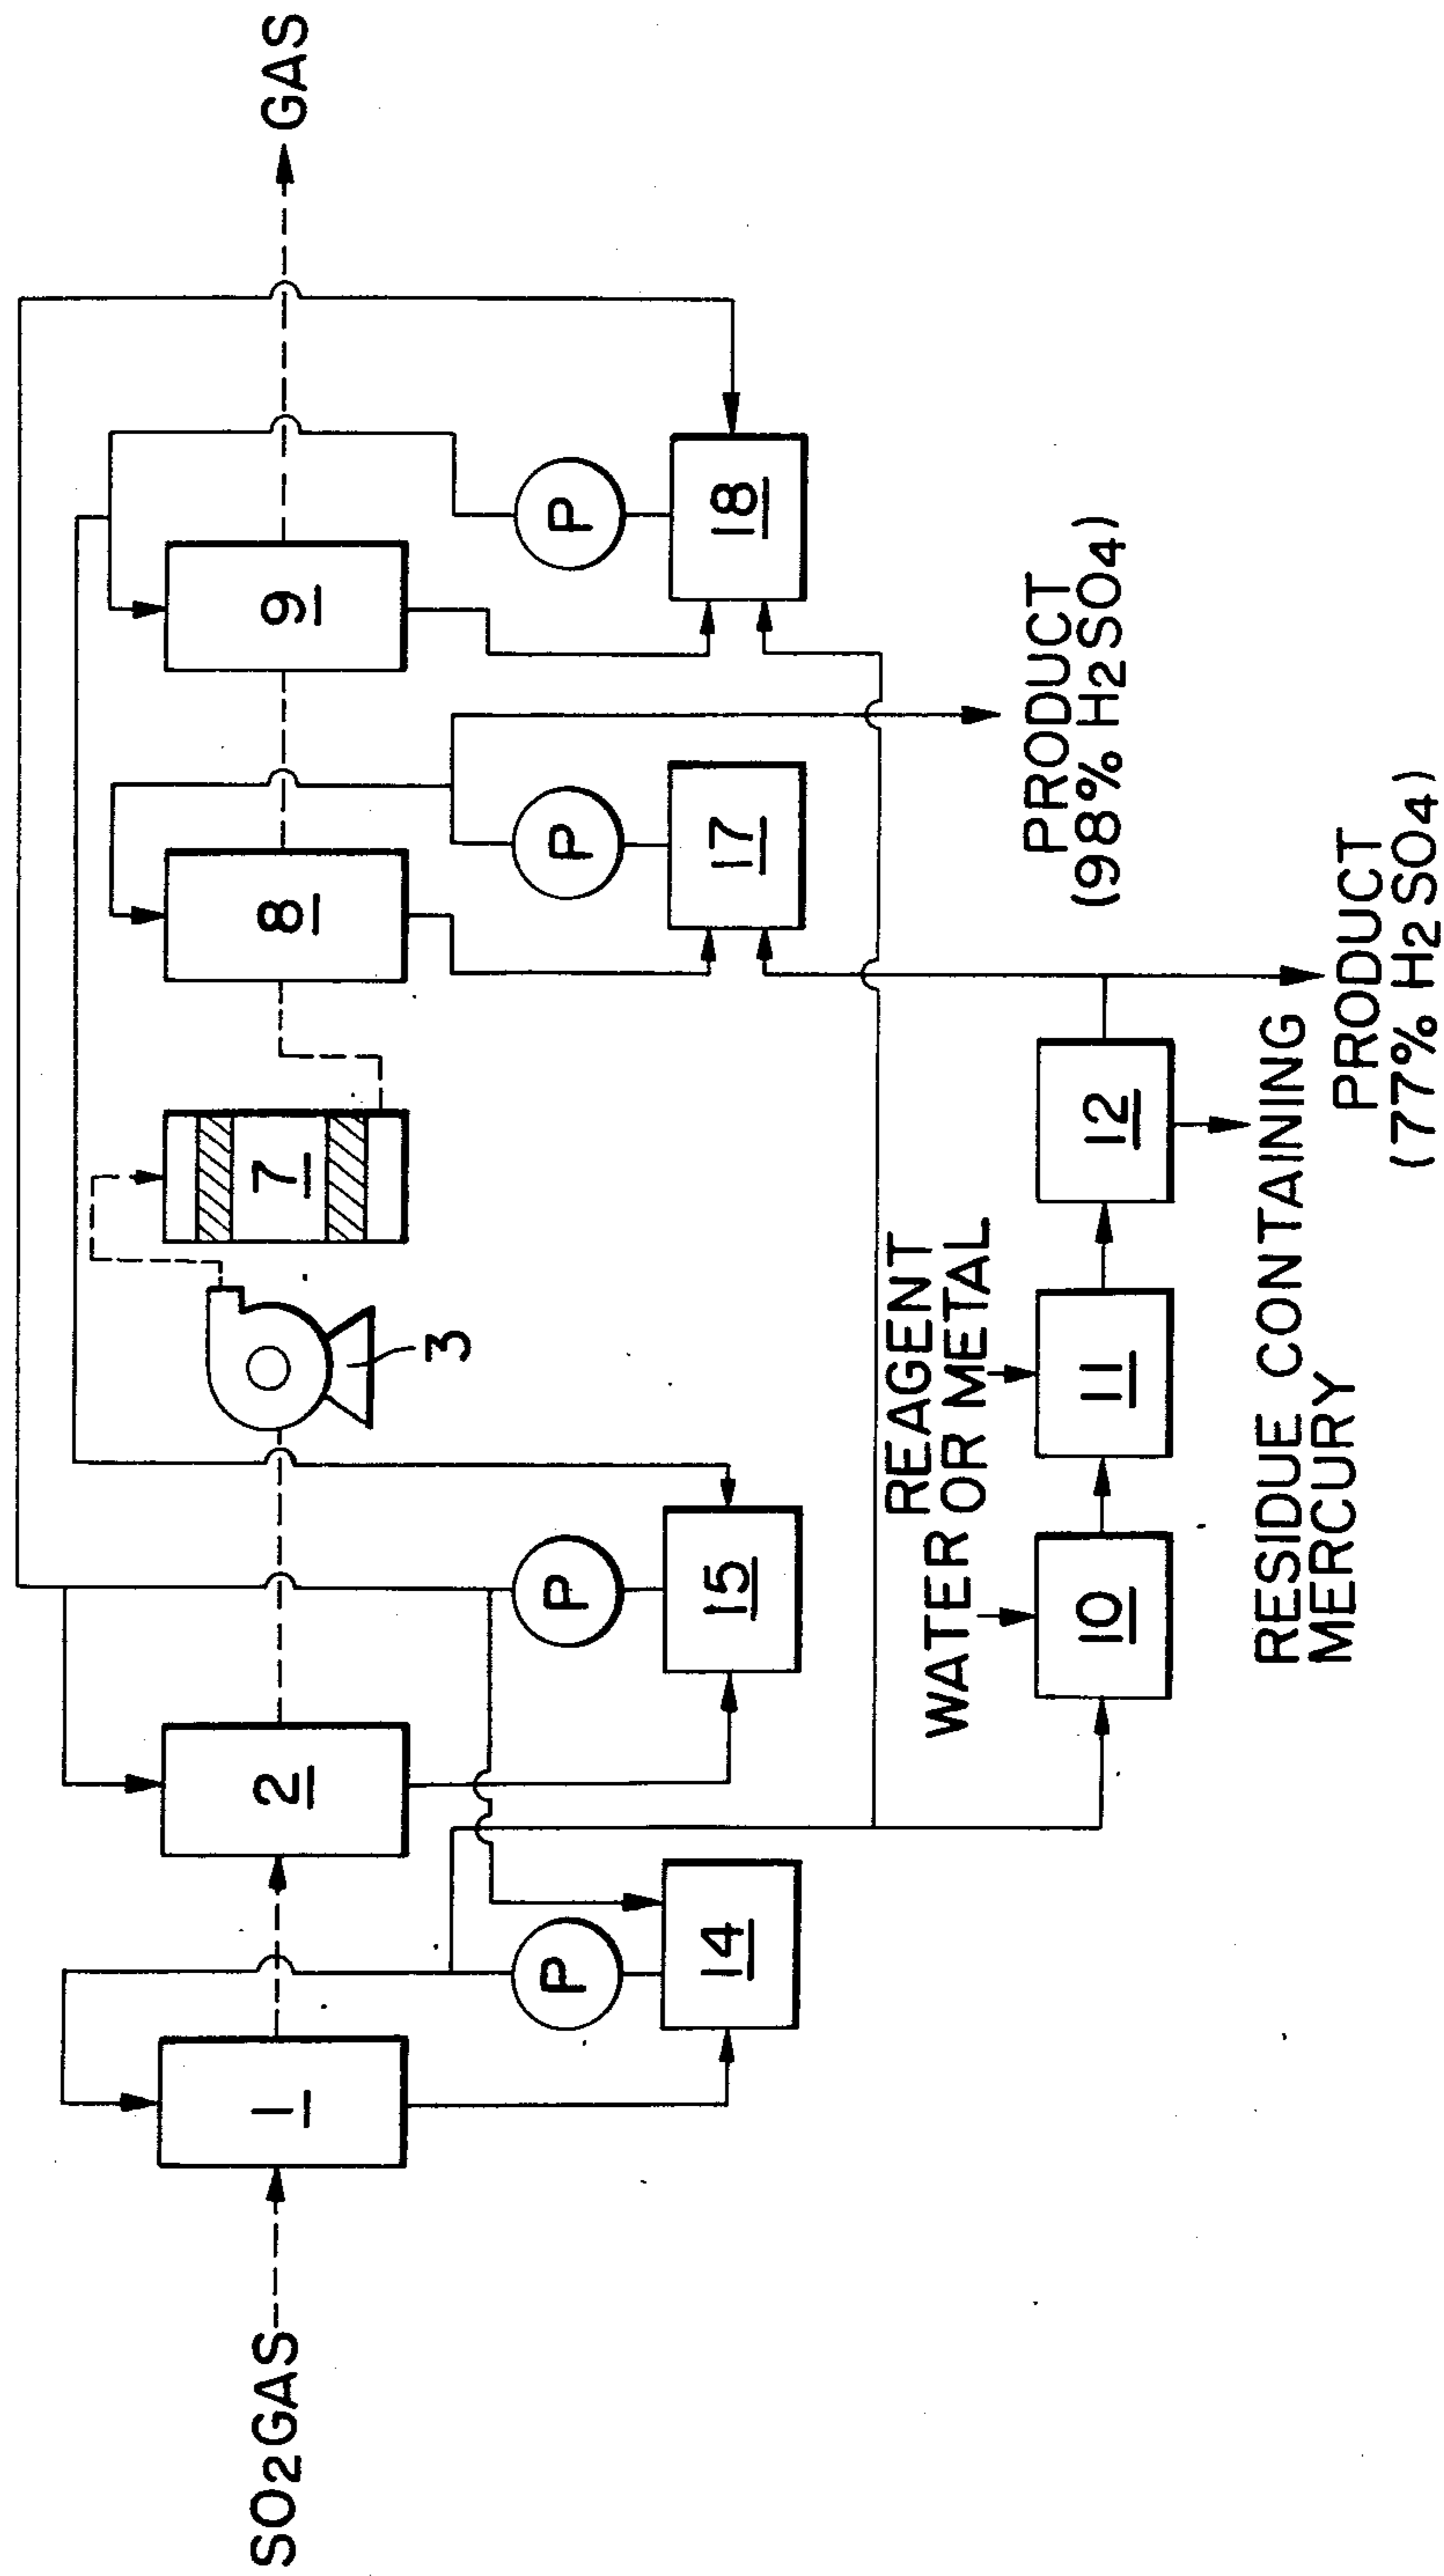 SO2GAS
GAS
1
2
3
7
8
9
P
P
P
P
14
15
17
18
WATER
REAGENT
OR METAL
10
11
12
PRODUCT
(98% H2SO4)
RESIDUE CONTAINING
MERCURY
PRODUCT
(77% H2SO4)